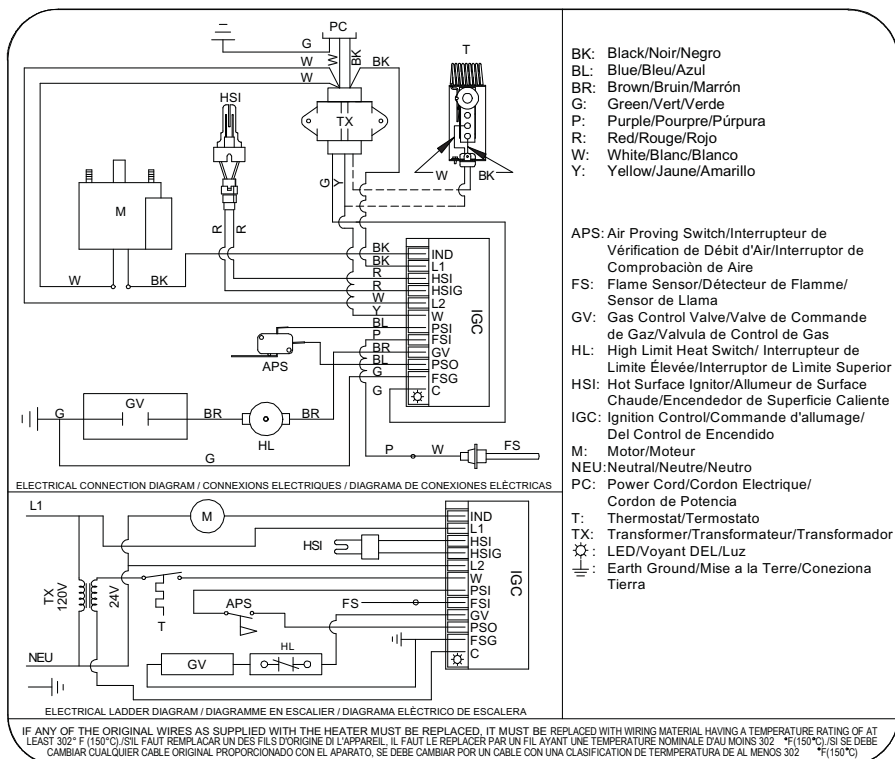 PC
G
W
BK
W
W
BK
T
HSI
TX
W
BK
G
Y
M
R
R
W
BK
BK
BK
R
R
W
Y
BL
P
BR
BL
G
G
IND
L1
HSI
HSIG
L2
W
PSI
FSI
GV
PSO
FSG
C
IGC
APS
G
GV
BR
BR
HL
G
P
W
FS
ELECTRICAL CONNECTION DIAGRAM / CONNEXIONS ELECTRIQUES / DIAGRAMA DE CONEXIONES ELÈCTRICAS
L1
M
HSI
TX
120V
24V
T
APS
FS
HL
GV
NEU
IND
L1
HSI
HSIG
L2
W
PSI
FSI
GV
PSO
FSG
C
IGC
ELECTRICAL LADDER DIAGRAM / DIAGRAMME EN ESCALIER / DIAGRAMA ELÈCTRICO DE ESCALERA
BK: Black/Noir/Negro
BL: Blue/Bleu/Azul
BR: Brown/Bruin/Marrón
G: Green/Vert/Verde
P: Purple/Pourpre/Púrpura
R: Red/Rouge/Rojo
W: White/Blanc/Blanco
Y: Yellow/Jaune/Amarillo
APS: Air Proving Switch/Interrupteur de
Vérification de Débit d'Air/Interruptor de
Comprobaciòn de Aire
FS: Flame Sensor/Détecteur de Flamme/
Sensor de Llama
GV: Gas Control Valve/Valve de Commande
de Gaz/Valvula de Control de Gas
HL: High Limit Heat Switch/ Interrupteur de
Limite Élevée/Interruptor de Lìmite Superior
HSI: Hot Surface Ignitor/Allumeur de Surface
Chaude/Encendedor de Superficie Caliente
IGC: Ignition Control/Commande d'allumage/
Del Control de Encendido
M: Motor/Moteur
NEU:Neutral/Neutre/Neutro
PC: Power Cord/Cordon Electrique/
Cordon de Potencia
T: Thermostat/Termostato
TX: Transformer/Transformateur/Transformador
: LED/Voyant DEL/Luz
: Earth Ground/Mise a la Terre/Coneziona
Tierra
IF ANY OF THE ORIGINAL WIRES AS SUPPLIED WITH THE HEATER MUST BE REPLACED, IT MUST BE REPLACED WITH WIRING MATERIAL HAVING A TEMPERATURE RATING OF AT
LEAST 302° F (150°C)./S'IL FAUT REMPLACAR UN DES FILS D'ORIGINE DI L'APPAREIL, IL FAUT LE REPLACER PAR UN FIL AYANT UNE TEMPERATURE NOMINALE D'AU MOINS 302 °F(150°C)./SI SE DEBE
CAMBIAR CUALQUIER CABLE ORIGINAL PROPORCIONADO CON EL APARATO, SE DEBE CAMBIAR POR UN CABLE CON UNA CLASIFICATION DE TERMPERATURA DE AL MENOS 302 °F(150°C)